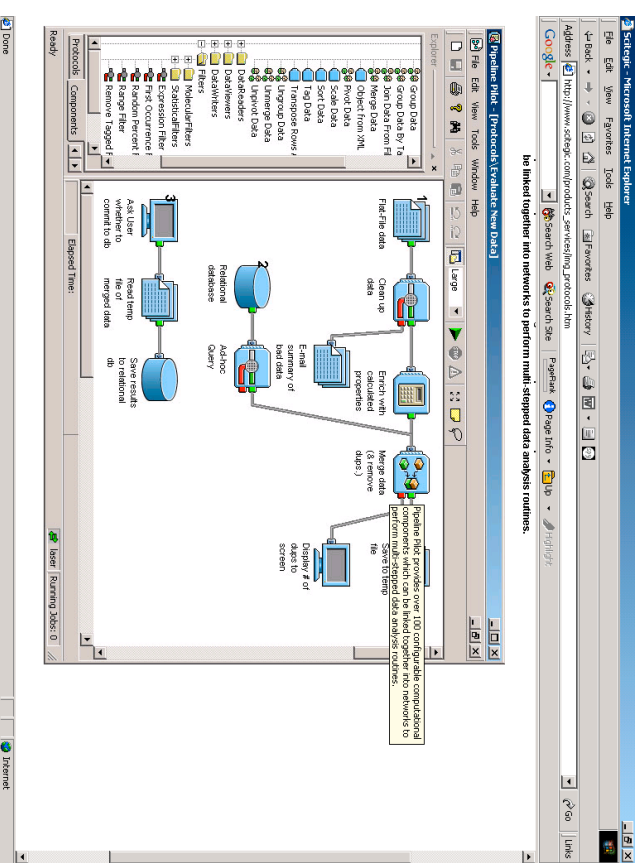 Scitegic - Microsoft Internet Explorer
File Edit View Favorites Tools Help
Back Search Favorites History
Address http://www.scitegic.com/products_services/img_protocols.htm Go Links
Google Search Web Search Site PageRank Page Info Up Highlight
be linked together into networks to perform multi-stepped data analysis routines.
Pipeline Pilot - [Protocols\Evaluate New Data]
File Edit View Tools Window Help
Large
Explorer
Group Data
Group Data By Ta
Join Data From Fil
Merge Data
Object from XML
Pivot Data
Scale Data
Sort Data
Tag Data
Transpose Rows
Ungroup Data
Unmerge Data
Unpivot Data
DataReaders
DataViewers
DataWriters
Filters
MolecularFilters
StatisticalFilters
Expression Filter
First Occurrence F
Random Percent F
Range Filter
Remove Tagged F
Protocols Components
1
Flat-File data
Clean up
data
Enrich with
calculated
properties
Merge data
(& remove
dups.)
Save to temp
file
Pipeline Pilot provides over 100 configurable computational
components which can be linked together into networks to
perform multi-stepped data analysis routines.
E-mail
summary of
bad data
Display # of
dups to
screen
2
Relational
database
Ad-hoc
Query
3
Ask User
whether to
commit to db
Read temp
file of
merged data
Save results
to relational
db
Elapsed Time:
Ready laser Running Jobs: 0
Done Internet